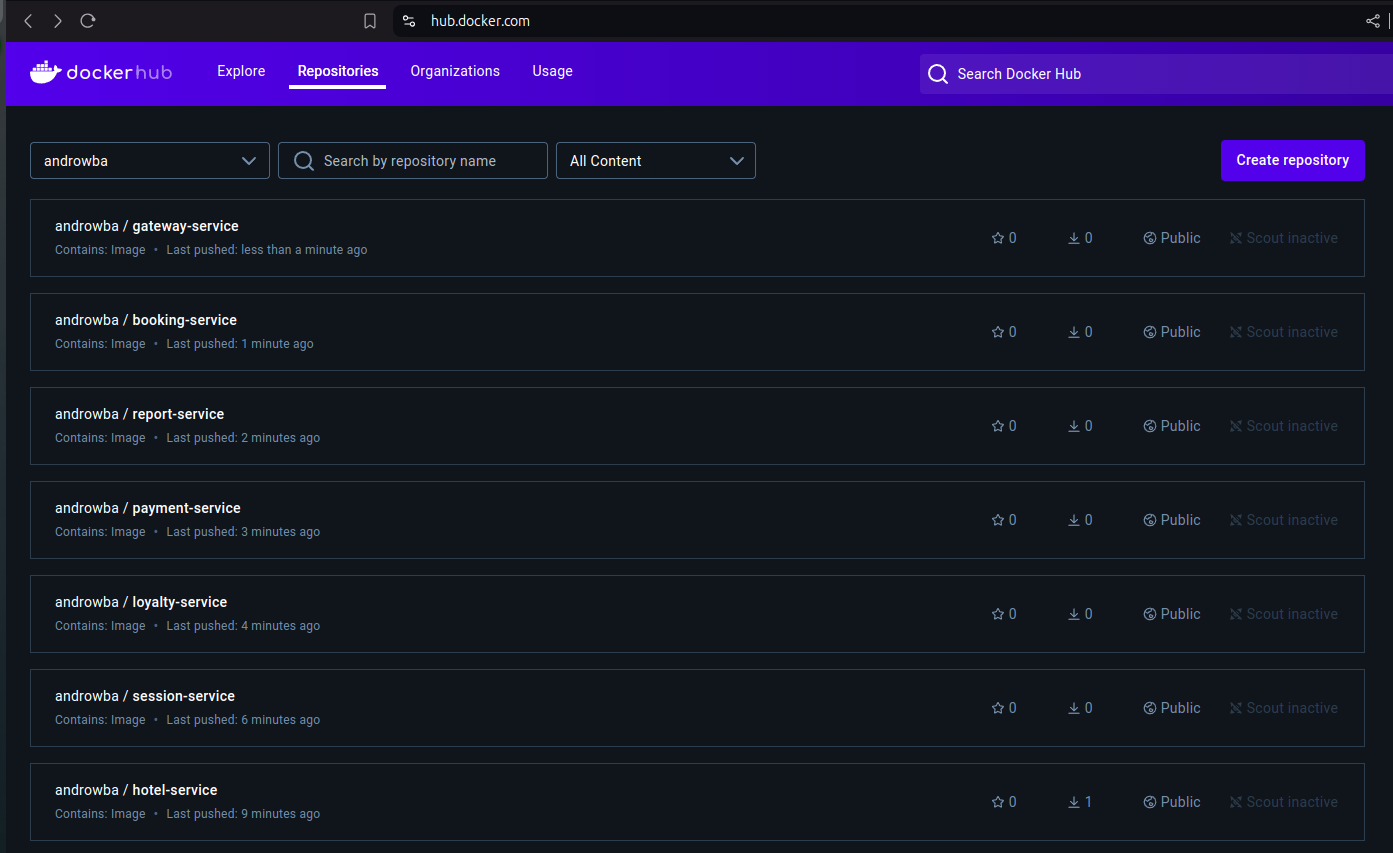 hub.docker.com
dockerhub Explore Repositories Organizations Usage Search Docker Hub
androwba Search by repository name All Content Create repository
androwba / gateway-service
Contains: Image • Last pushed: less than a minute ago
0 0 Public Scout inactive
androwba / booking-service
Contains: Image • Last pushed: 1 minute ago
0 0 Public Scout inactive
androwba / report-service
Contains: Image • Last pushed: 2 minutes ago
0 0 Public Scout inactive
androwba / payment-service
Contains: Image • Last pushed: 3 minutes ago
0 0 Public Scout inactive
androwba / loyalty-service
Contains: Image • Last pushed: 4 minutes ago
0 0 Public Scout inactive
androwba / session-service
Contains: Image • Last pushed: 6 minutes ago
0 0 Public Scout inactive
androwba / hotel-service
Contains: Image • Last pushed: 9 minutes ago
0 1 Public Scout inactive